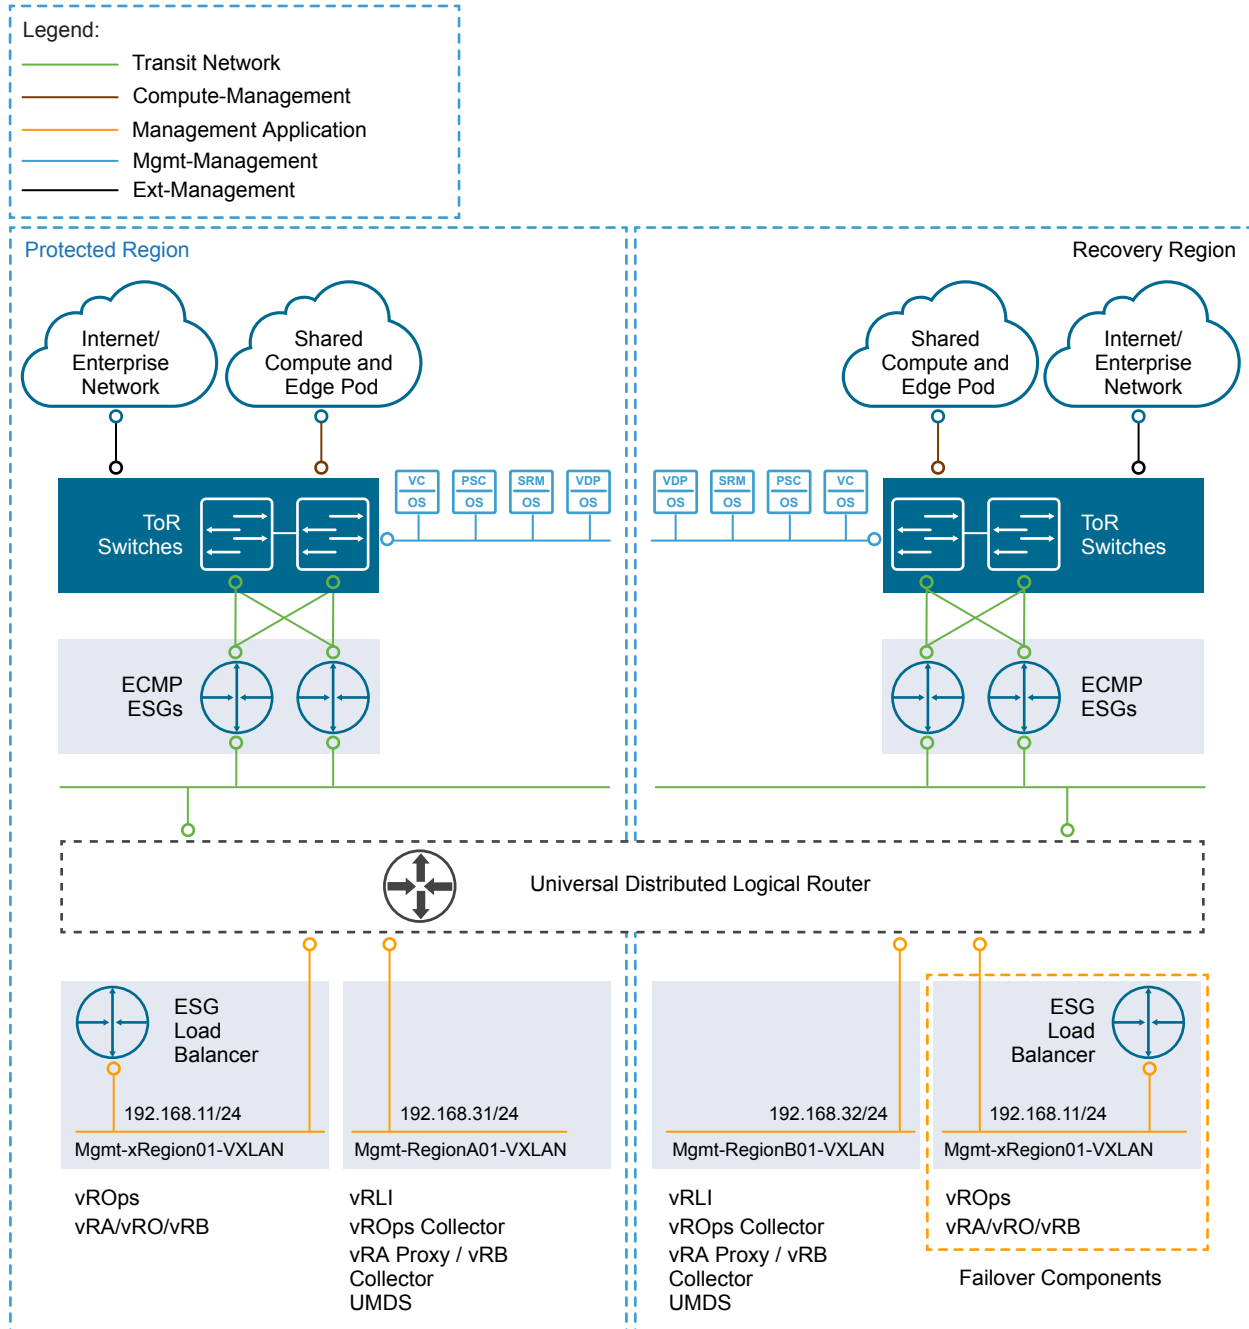 Legend:
Transit Network
Compute-Management
Management Application
Mgmt-Management
Ext-Management
Protected Region
Recovery Region
Internet/
Enterprise
Network
Shared
Compute and
Edge Pod
Shared
Compute and
Edge Pod
Internet/
Enterprise
Network
ToR
Switches
VC
OS
PSC
OS
SRM
OS
VDP
OS
VDP
OS
SRM
OS
PSC
OS
VC
OS
ToR
Switches
ECMP
ESGs
ECMP
ESGs
Universal Distributed Logical Router
ESG
Load
Balancer
192.168.11/24
Mgmt-xRegion01-VXLAN
192.168.31/24
Mgmt-RegionA01-VXLAN
192.168.32/24
Mgmt-RegionB01-VXLAN
ESG
Load
Balancer
192.168.11/24
Mgmt-xRegion01-VXLAN
vROps
vRA/vRO/vRB
vRLI
vROps Collector
vRA Proxy / vRB
Collector
UMDS
vRLI
vROps Collector
vRA Proxy / vRB
Collector
UMDS
vROps
vRA/vRO/vRB
Failover Components